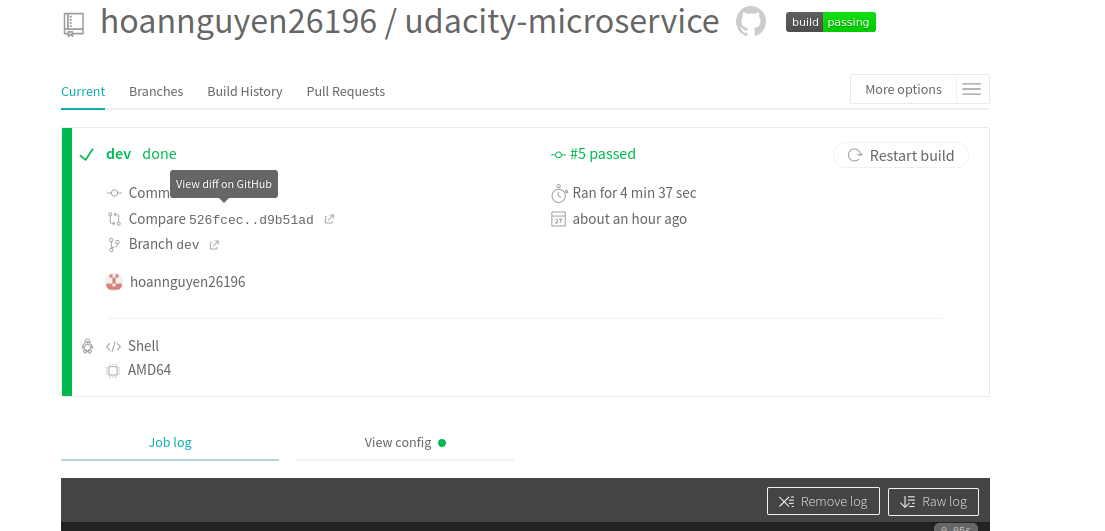 hoannguyen26196 / udacity-microservice build passing
Current Branches Build History Pull Requests More options
dev done #5 passed Restart build
View diff on GitHub
Comm Ran for 4 min 37 sec
Compare 526fcec..d9b51ad about an hour ago
Branch dev
hoannguyen26196
Shell
AMD64
Job log View config
Remove log Raw log